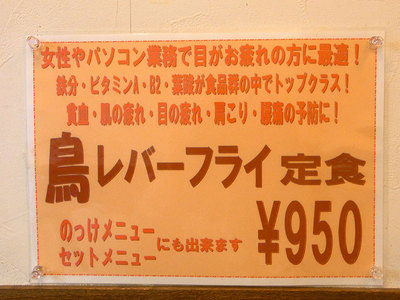 女性やパソコン業務で目がお疲れの方に最適！
鉄分・ビタミンA・B2・葉酸が食品群の中でトップクラス！
貧血・肌の疲れ・目の疲れ・肩こり・腰痛の予防に！
鳥レバーフライ定食
¥950
のっけメニュー
セットメニュー
にも出来ます